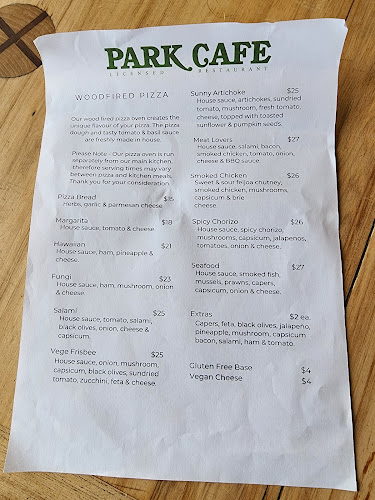 PARK CAFE
LICENSED RESTAURANT
WOODFIRED PIZZA
Our wood fired pizza oven creates the
unique flavour of your pizza. The pizza
dough and tasty tomato & basil sauce
are freshly made in house.
Please Note - Our pizza oven is run
separately from our main kitchen,
therefore serving times may vary
between pizza and kitchen meals.
Thank you for your consideration.
Pizza Bread $15
Herbs, garlic & parmesan cheese
Margarita $18
House sauce, tomato & cheese.
Hawaiian $21
House sauce, ham, pineapple &
cheese.
Fungi $23
House sauce, ham, mushroom, onion
& cheese
Salami $25
House sauce, tomato, salami,
black olives, onion, cheese &
capsicum.
Vege Frisbee $25
House sauce, onion, mushroom,
capsicum, black olives, sundried
tomato, zucchini, feta & cheese.
Sunny Artichoke $25
House sauce, artichokes, sundried
tomato, mushroom, fresh tomato,
cheese, topped with toasted
sunflower & pumpkin seeds.
Meat Lovers $27
House sauce, salami, bacon,
smoked chicken, tomato, onion,
cheese & BBQ sauce.
Smoked Chicken $26
Sweet & sour feijoa chutney,
smoked chicken, mushrooms,
capsicum & brie
cheese
Spicy Chorizo $26
House sauce, spicy chorizo,
mushrooms, capsicum, jalapenos,
tomatoes, onion & cheese.
Seafood $27
House sauce, smoked fish,
mussels, prawns, capers,
capsicum, onion & cheese.
Extras $2 ea.
Capers, feta, black olives, jalapeño,
pineapple, mushroom, capsicum
bacon, salami, ham & tomato.
Gluten Free Base $4
Vegan Cheese $4